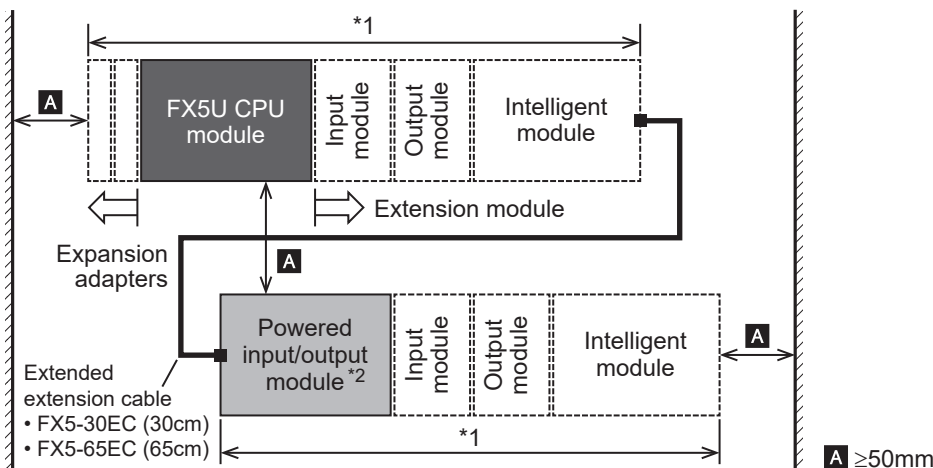 *1
A
FX5U CPU
module
Input
module
Output
module
Intelligent
module
Extension module
Expansion
adapters
A
Powered
input/output
module*2
Input
module
Output
module
Intelligent
module
A
Extended
extension cable
• FX5-30EC (30cm)
• FX5-65EC (65cm)
*1
A ≥50mm